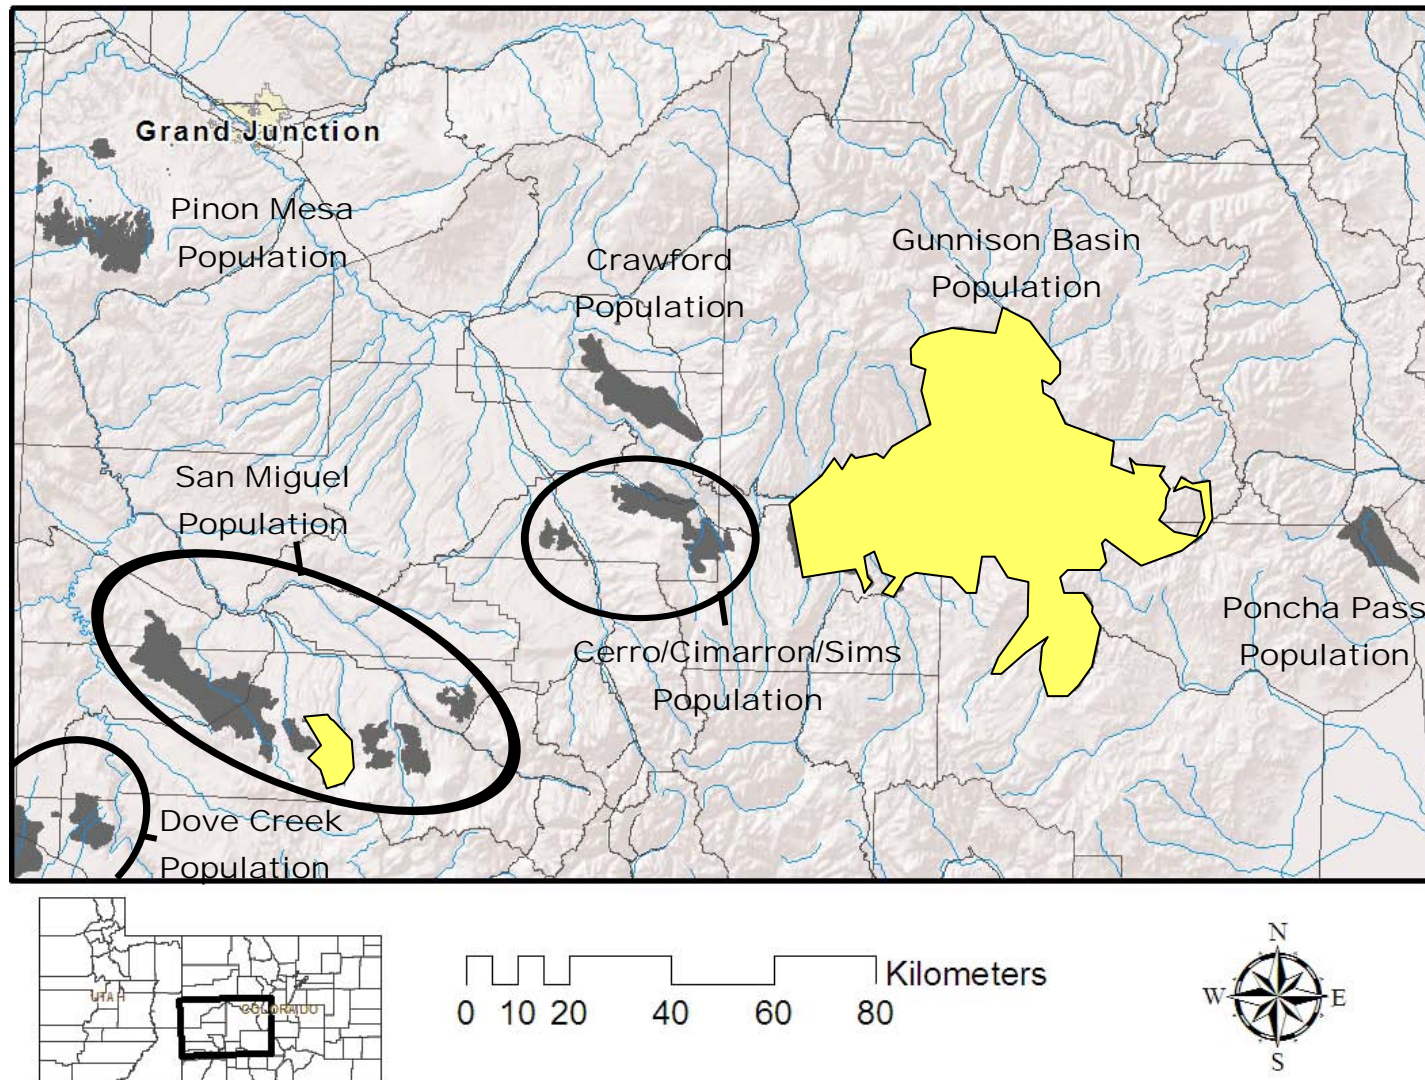 Grand Junction
Pinon Mesa
Population
Crawford
Population
Gunnison Basin
Population
San Miguel
Population
Cerro/Cimarron/Sims
Population
Poncha Pass
Population
Dove Creek
Population
UTAH
COLORADO
Kilometers
0 10 20 40 60 80
N
W E
S